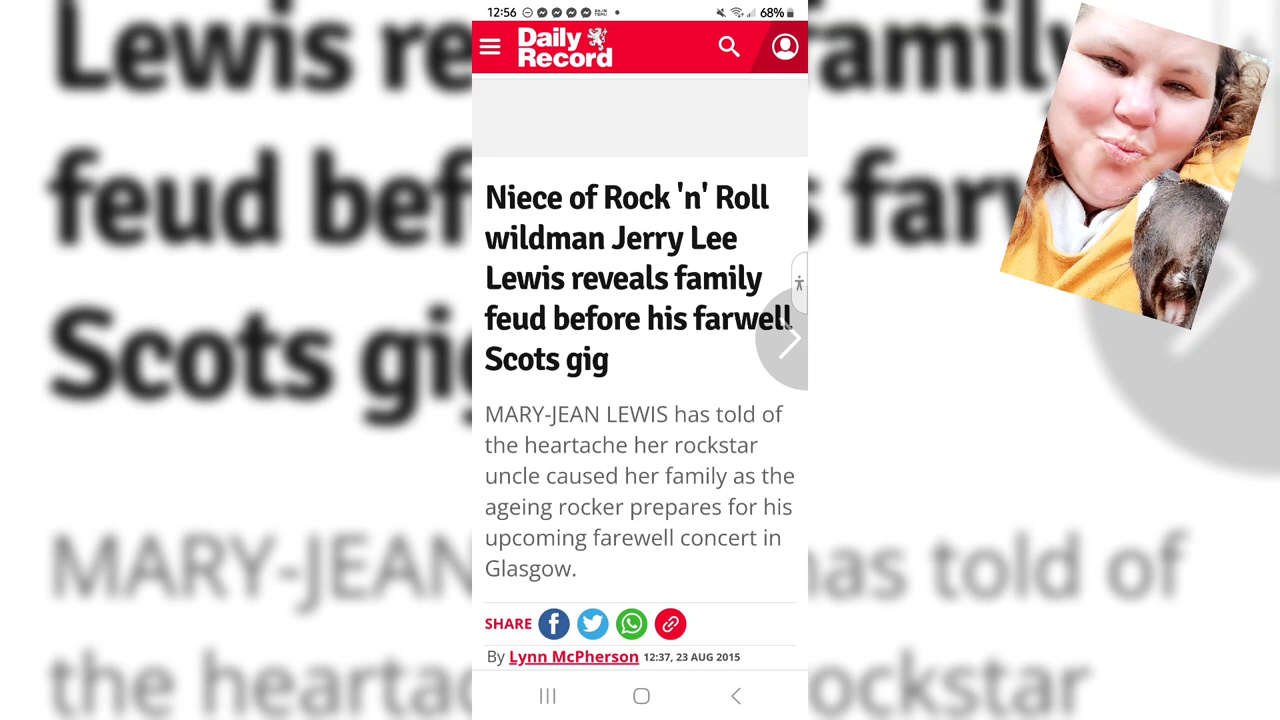 12:56
68%
Daily
Record
Niece of Rock 'n' Roll
wildman Jerry Lee
Lewis reveals family
feud before his farwell
Scots gig
MARY-JEAN LEWIS has told of
the heartache her rockstar
uncle caused her family as the
ageing rocker prepares for his
upcoming farewell concert in
Glasgow.
SHARE
By Lynn McPherson 12:37, 23 AUG 2015
Lewis re family
feud bef s farw
Scots gig
MARY-JEAN has told of
the hearta rockstar